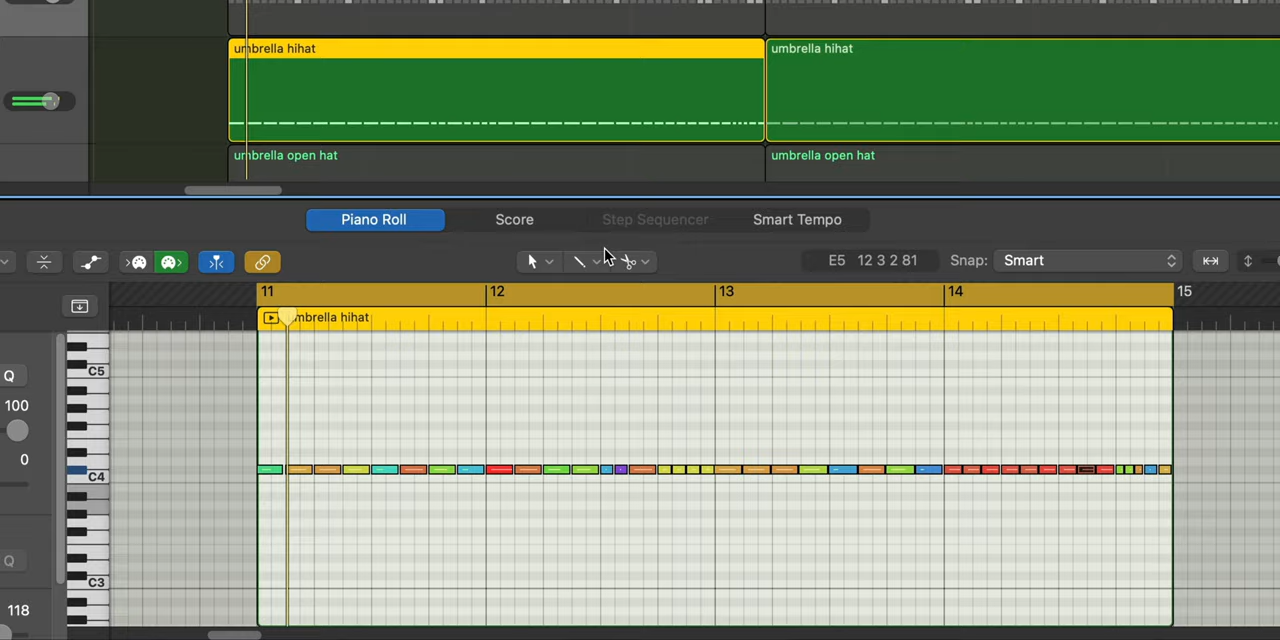 umbrella hihat
umbrella hihat
umbrella open hat
umbrella open hat
Piano Roll
Score
Step Sequencer
Smart Tempo
E5 12 3 2 81
Snap:
Smart
11
12
13
14
15
umbrella hihat
Q
C5
100
0
C4
Q
C3
118